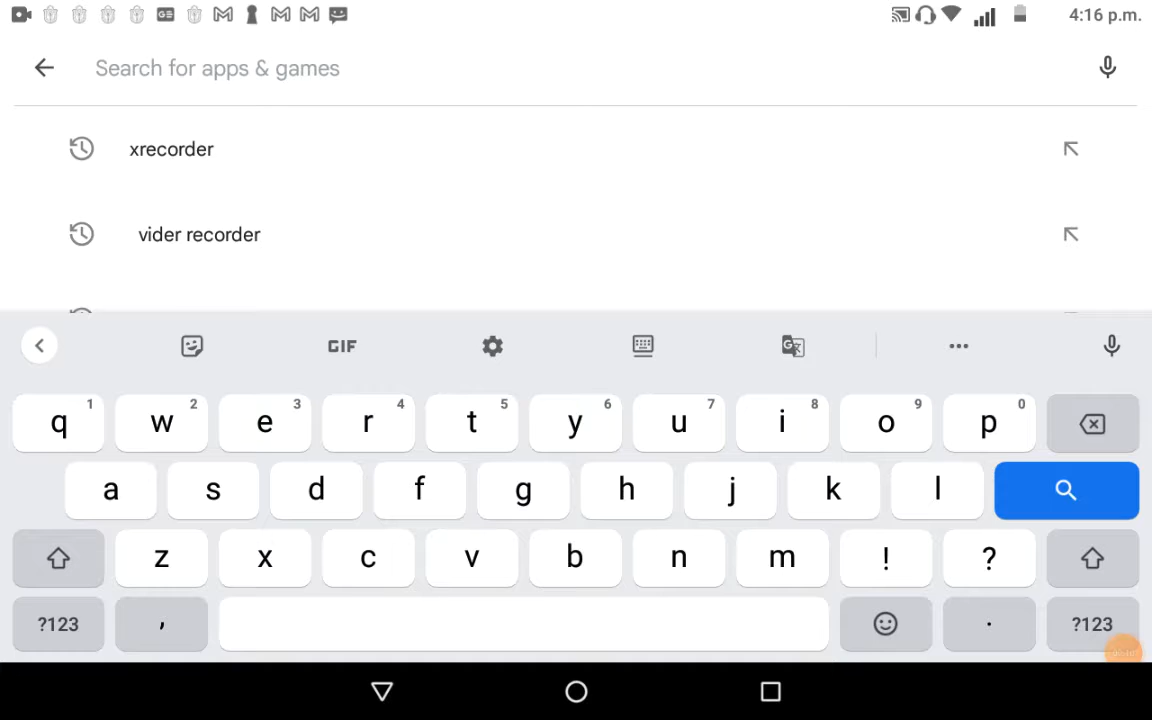 GE
4:16 p.m.
Search for apps & games
xrecorder
vider recorder
GIF
G
q 1 w 2 e 3 r 4 t 5 y 6 u 7 i 8 o 9 p 0
a s d f g h j k l
z x c v b n m ! ?
?123 , . ?123